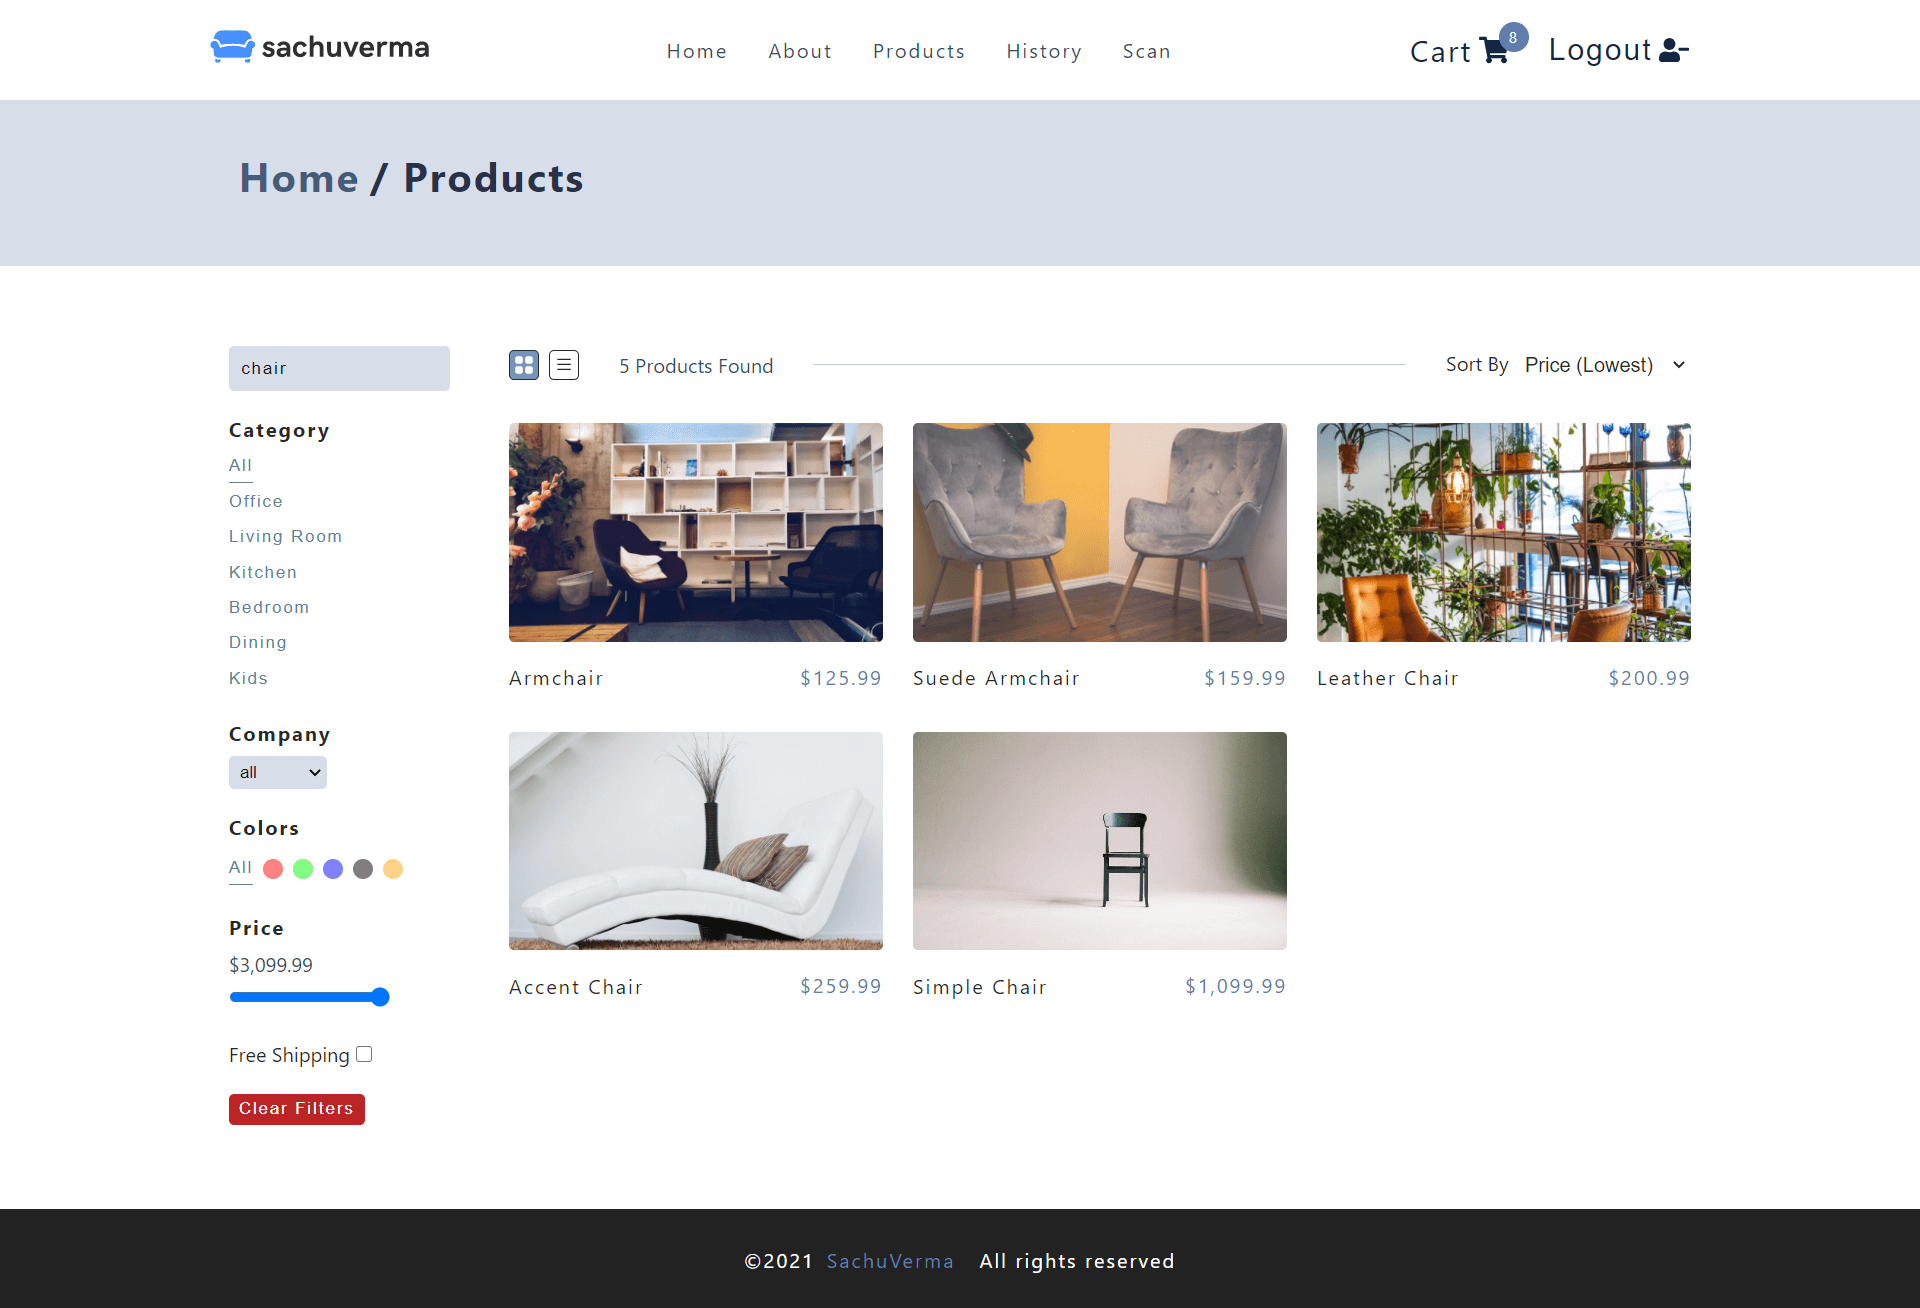 sachuverma
Home About Products History Scan
Cart 8 Logout
Home / Products
chair
Category
All
Office
Living Room
Kitchen
Bedroom
Dining
Kids
Company
all
Colors
All
Price
$3,099.99
Free Shipping
Clear Filters
5 Products Found
Sort By Price (Lowest)
Armchair $125.99
Suede Armchair $159.99
Leather Chair $200.99
Accent Chair $259.99
Simple Chair $1,099.99
©2021 SachuVerma All rights reserved